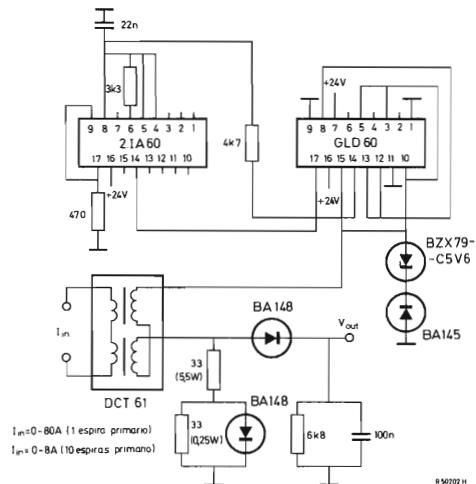 22n
3k3
9 8 7 6 5 4 3 2 1
2.IA60
17 16 15 14 13 12 11 10
+24V
470
4k7
+24V
9 8 7 6 5 4 3 2 1
GLD60
17 16 15 14 13 12 11 10
+24V
BZX79-
-C5V6
BA145
BA148
Vout
Iin
DCT 61
33
(5,5W)
BA148
33
(0,25W)
6k8
100n
Iin=0-80A (1 espira primario)
Iin=0-8A (10 espiras primario)
R50202H